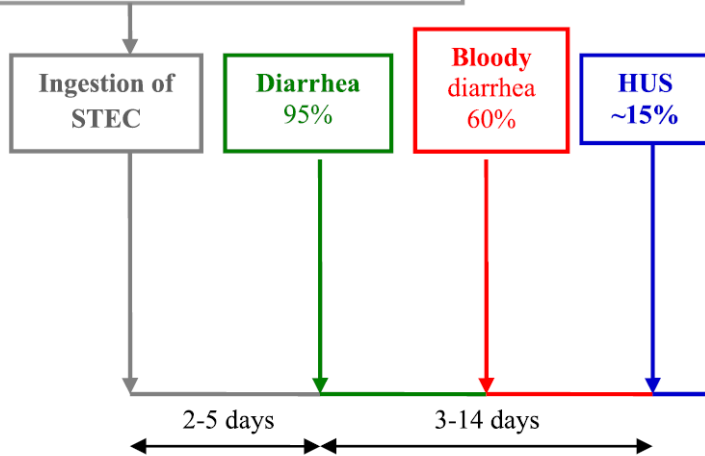 Ingestion of
STEC
Diarrhea
95%
Bloody
diarrhea
60%
HUS
~15%
2-5 days
3-14 days